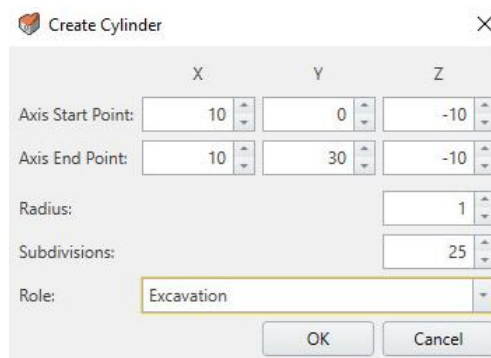 Create Cylinder
X Y Z
Axis Start Point: 10 0 -10
Axis End Point: 10 30 -10
Radius: 1
Subdivisions: 25
Role: Excavation
OK Cancel